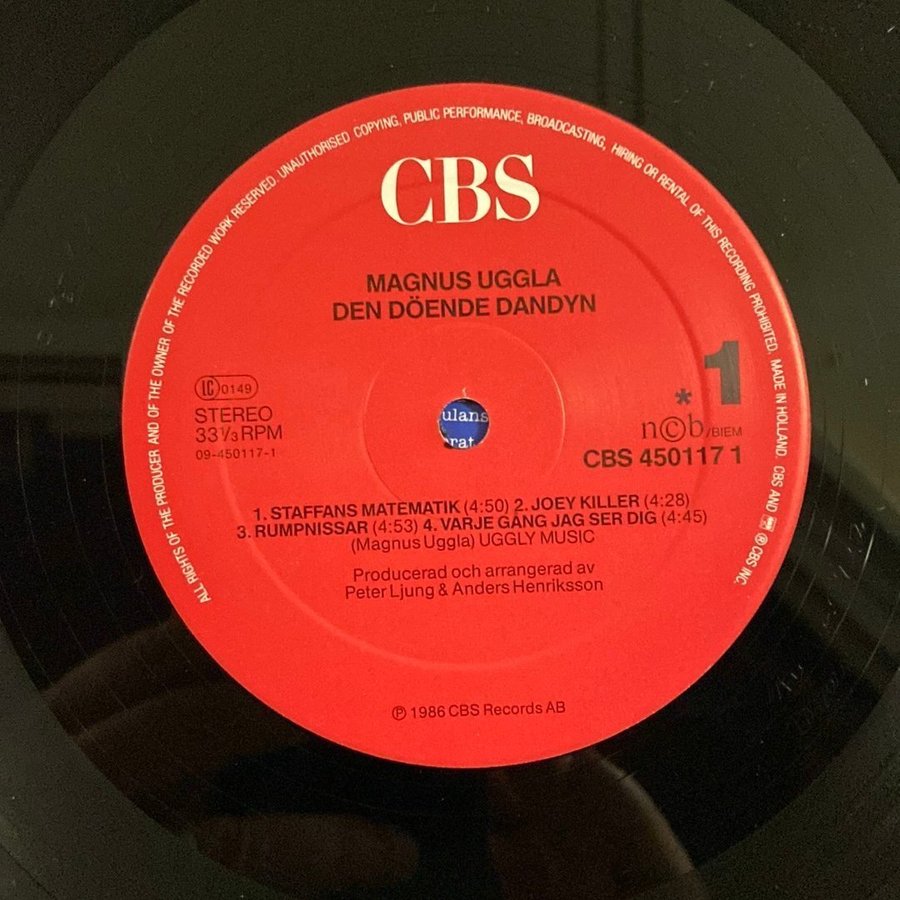 ALL RIGHTS OF THE PRODUCER AND OF THE OWNER OF THE RECORDED WORK RESERVED. UNAUTHORISED COPYING, PUBLIC PERFORMANCE, BROADCASTING, HIRING OR RENTAL OF THIS RECORDING PROHIBITED. MADE IN HOLLAND. CBS AND ℗ CBS INC
CBS
MAGNUS UGGLA
DEN DÖENDE DANDYN
LC 0149
STEREO
33⅓ RPM
09-450117-1
* 1
n©b/BIEM
CBS 450117 1
ulans
rat
1. STAFFANS MATEMATIK (4:50) 2. JOEY KILLER (4:28)
3. RUMPNISSAR (4:53) 4. VARJE GÅNG JAG SER DIG (4:45)
(Magnus Uggla) UGGLY MUSIC
Producerad och arrangerad av
Peter Ljung & Anders Henriksson
℗ 1986 CBS Records AB